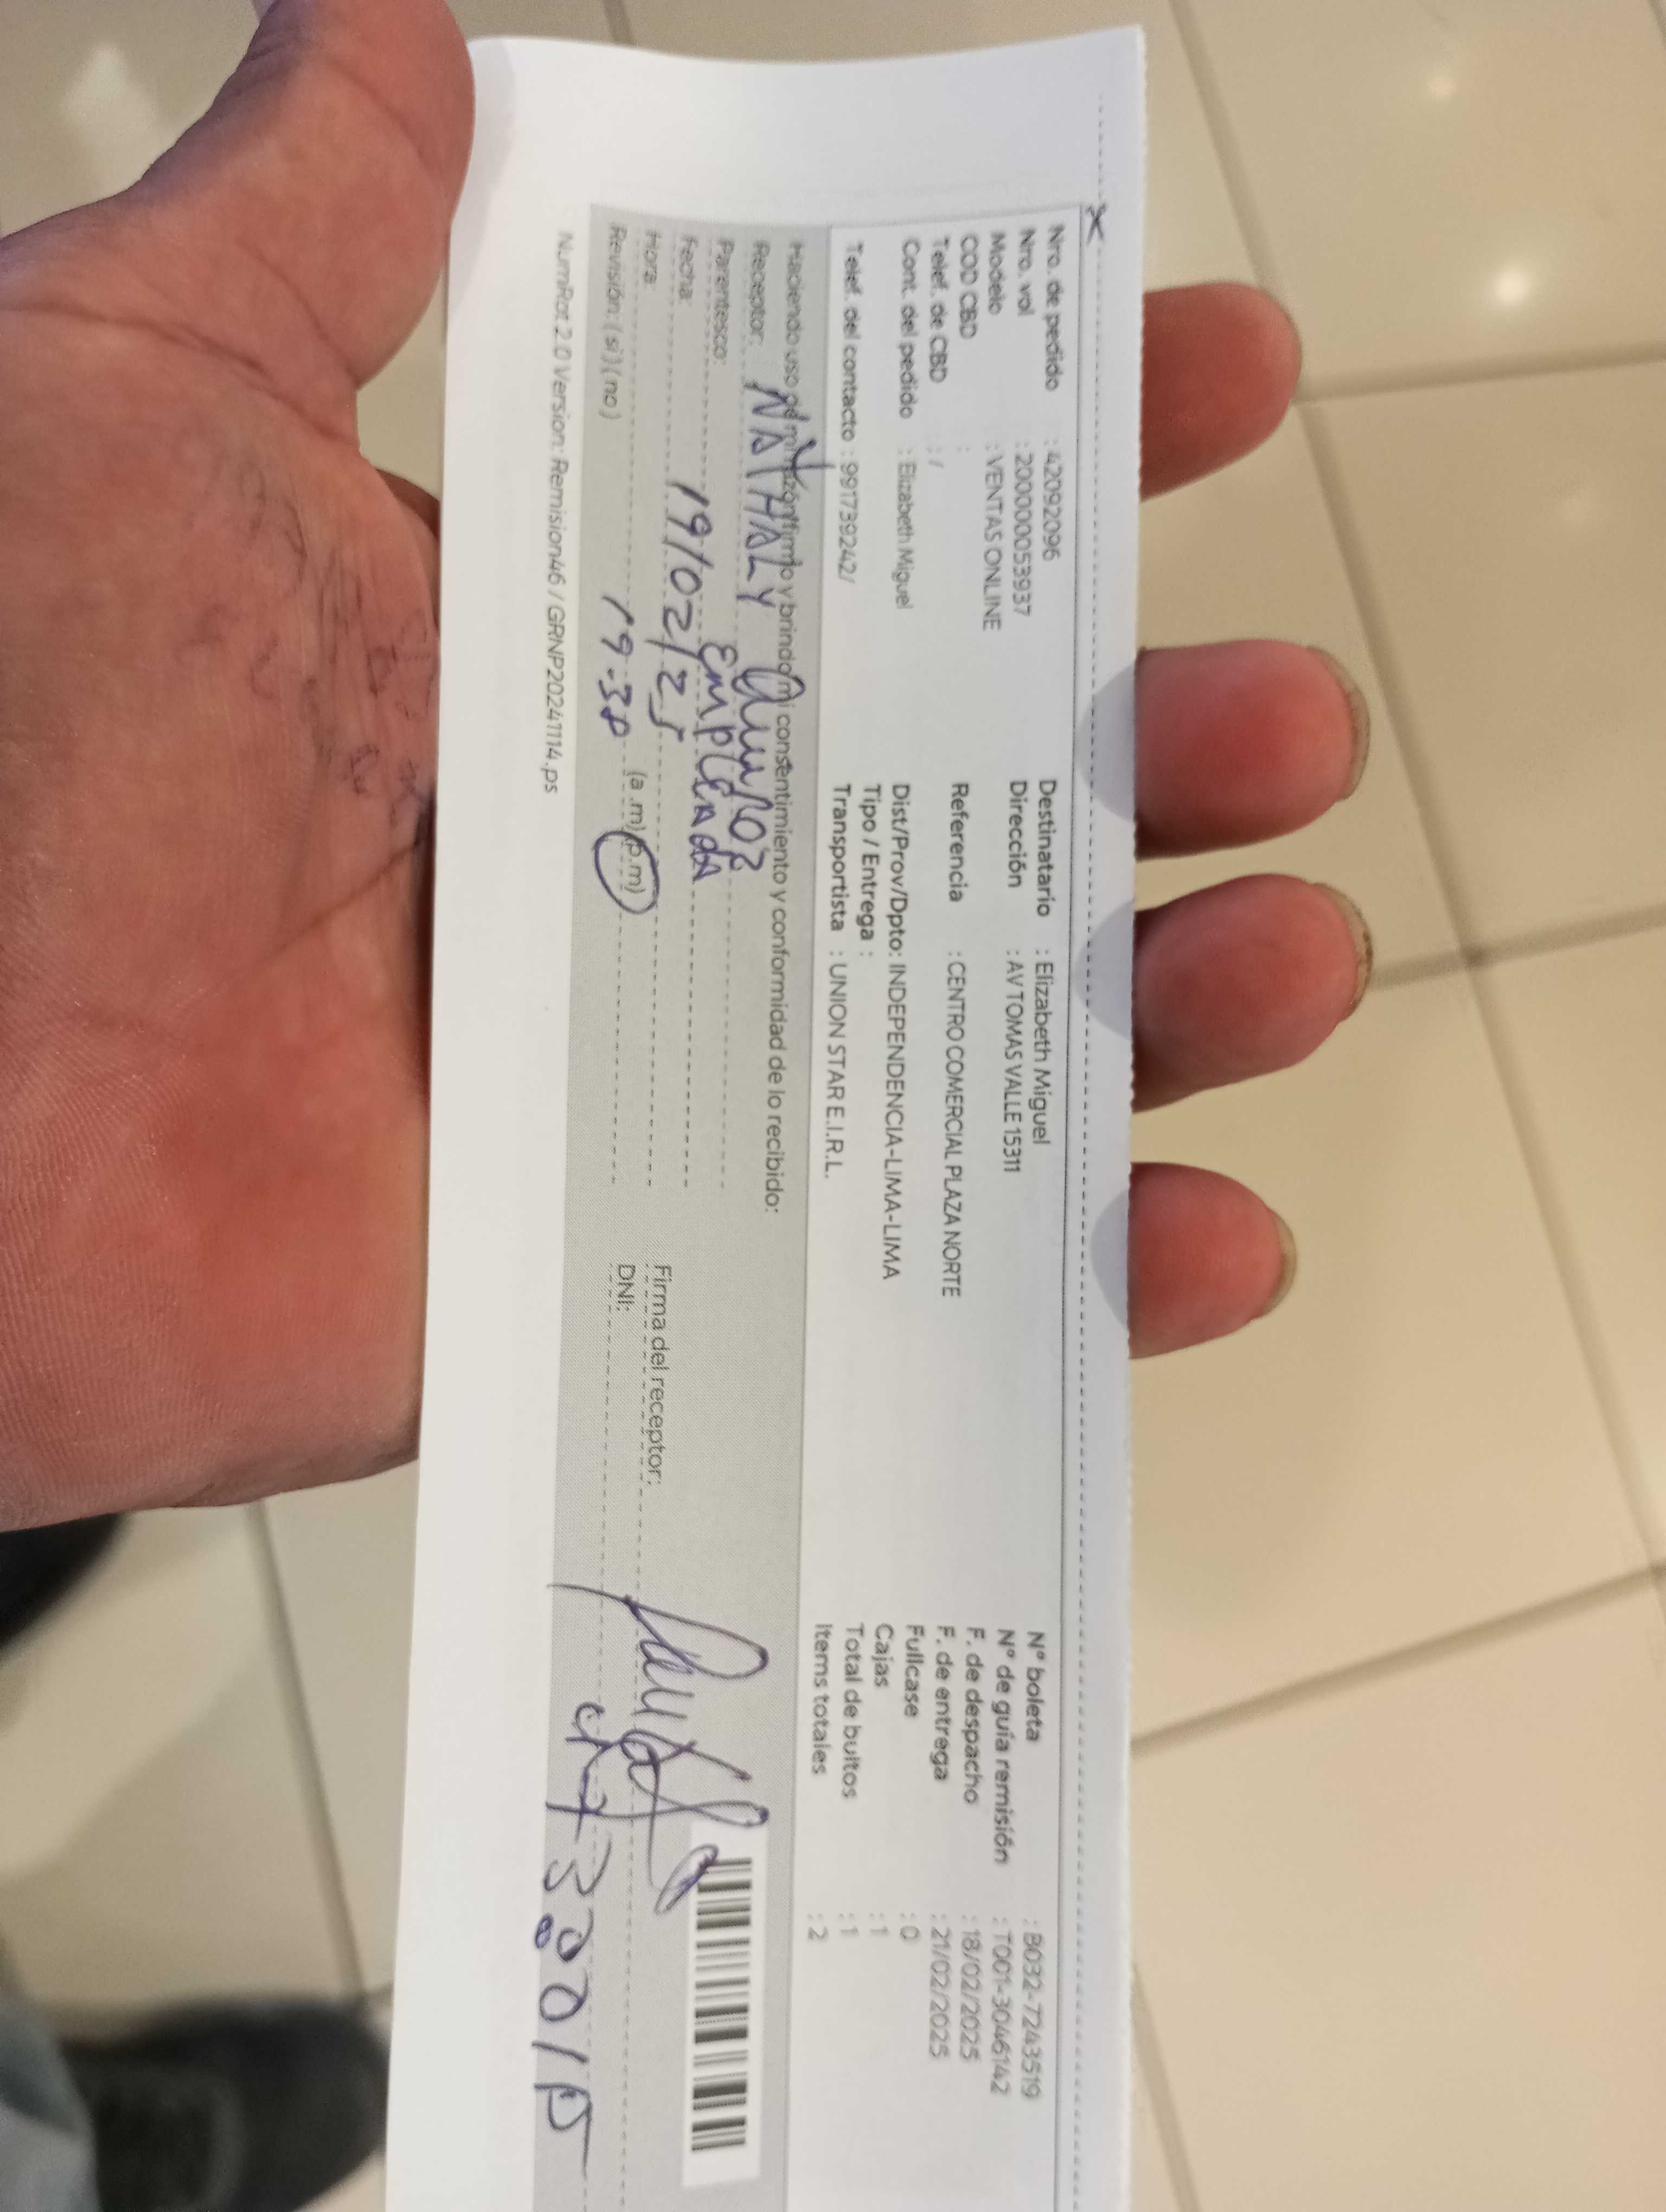 Nro. de pedido : 42092096
Nro. vol : 200000053937
Modelo : VENTAS ONLINE
COD CBD :
Telef. de CBD : /
Cont. del pedido : Elizabeth Miguel
Telef. del contacto : 991739242/
Destinatario : Elizabeth Miguel
Dirección : AV TOMAS VALLE 15311
Referencia : CENTRO COMERCIAL PLAZA NORTE
Dist/Prov/Dpto: INDEPENDENCIA-LIMA-LIMA
Tipo / Entrega :
Transportista : UNION STAR E.I.R.L.
N° boleta : B032-7243519
N° de guía remisión : T001-3046142
F. de despacho : 18/02/2025
F. de entrega : 21/02/2025
Fullcase : 0
Cajas : 1
Total de bultos : 1
Items totales : 2
Haciendo uso de mi razón firmo y brindo mi consentimiento y conformidad de lo recibido:
Receptor: NATHALY
Parentesco: EmpleadA
Fecha: 19/02/25
Hora: 19.30 (a.m) (p.m)
Revisión: (si) (no)
Firma del receptor:
DNI:
NumRot 2.0 Version: Remision46 / GRNP20241114.ps